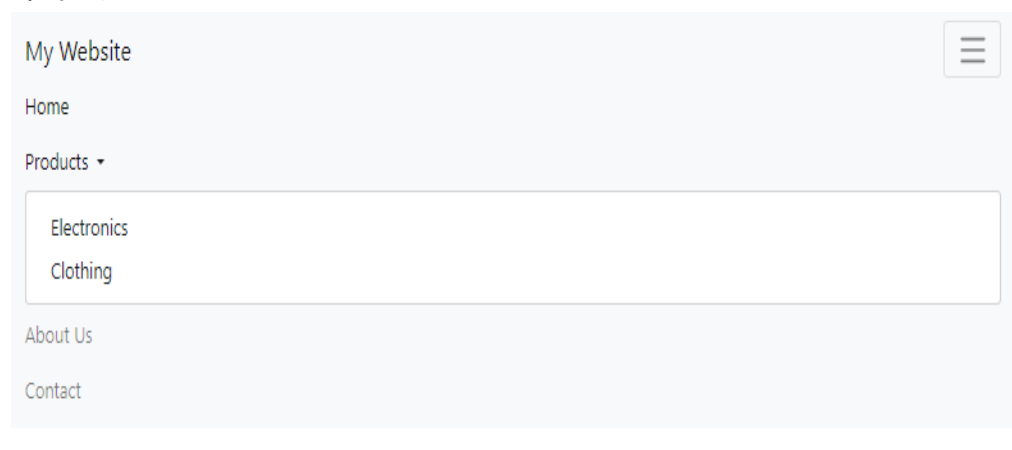 My Website
Home
Products
Electronics
Clothing
About Us
Contact